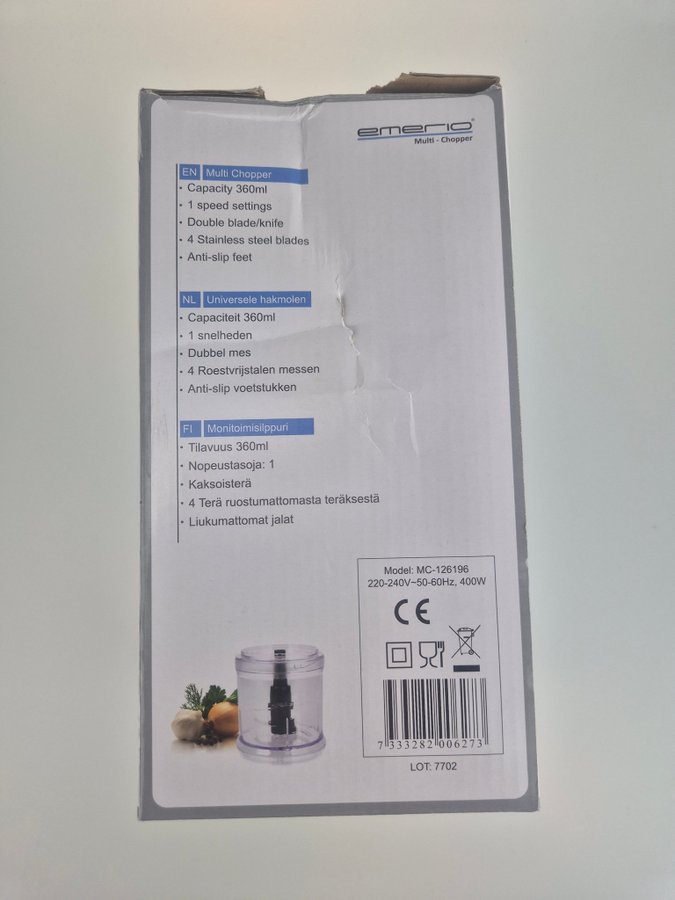 emerio®
Multi - Chopper
EN Multi Chopper
• Capacity 360ml
• 1 speed settings
• Double blade/knife
• 4 Stainless steel blades
• Anti-slip feet
NL Universele hakmolen
• Capaciteit 360ml
• 1 snelheden
• Dubbel mes
• 4 Roestvrijstalen messen
• Anti-slip voetstukken
FI Monitoimisilppuri
• Tilavuus 360ml
• Nopeustasoja: 1
• Kaksoisterä
• 4 Terä ruostumattomasta teräksestä
• Liukumattomat jalat
Model: MC-126196
220-240V~50-60Hz, 400W
CE
7 333282 006273
LOT: 7702